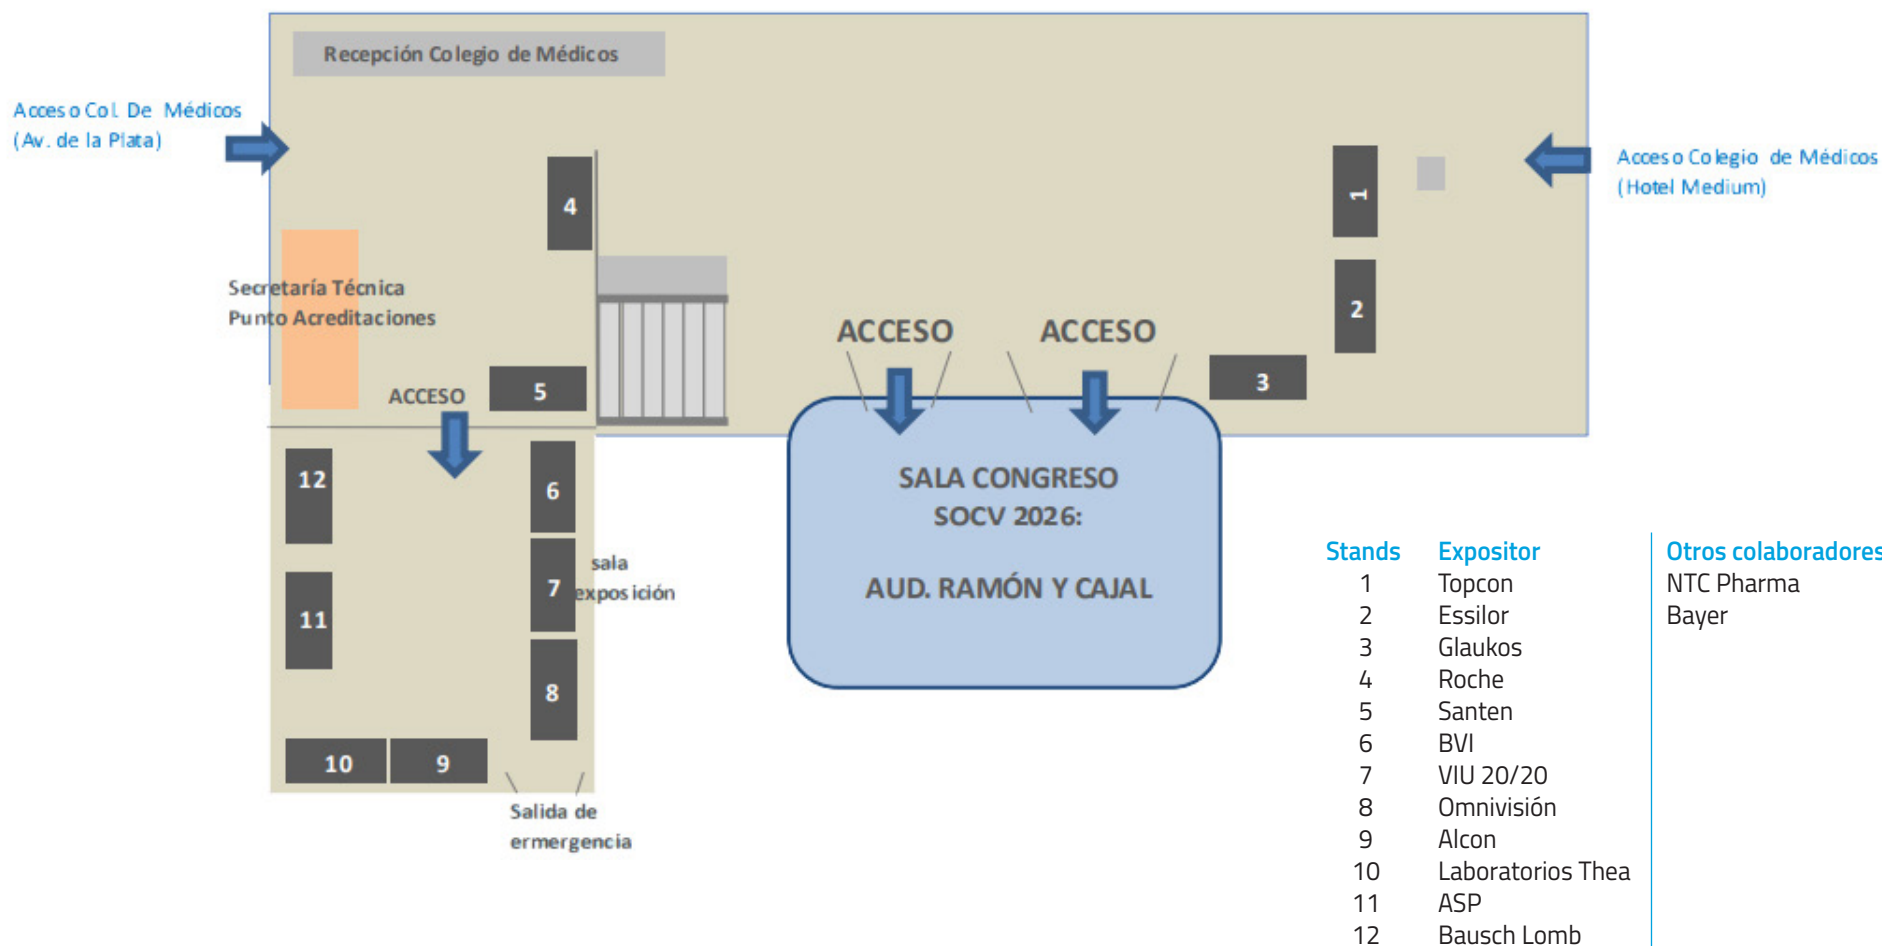 Recepción Colegio de Médicos
Acceso Col. De Médicos
(Av. de la Plata)
Acceso Colegio de Médicos
(Hotel Medium)
4
1
2
3
Secretaría Técnica
Punto Acreditaciones
ACCESO
5
ACCESO
ACCESO
SALA CONGRESO
SOCV 2026:
AUD. RAMÓN Y CAJAL
12
6
sala
exposición
7
11
8
10
9
Salida de
ermergencia
Stands Expositor Otros colaboradores
1 Topcon NTC Pharma
2 Essilor Bayer
3 Glaukos
4 Roche
5 Santen
6 BVI
7 VIU 20/20
8 Omnivisión
9 Alcon
10 Laboratorios Thea
11 ASP
12 Bausch Lomb